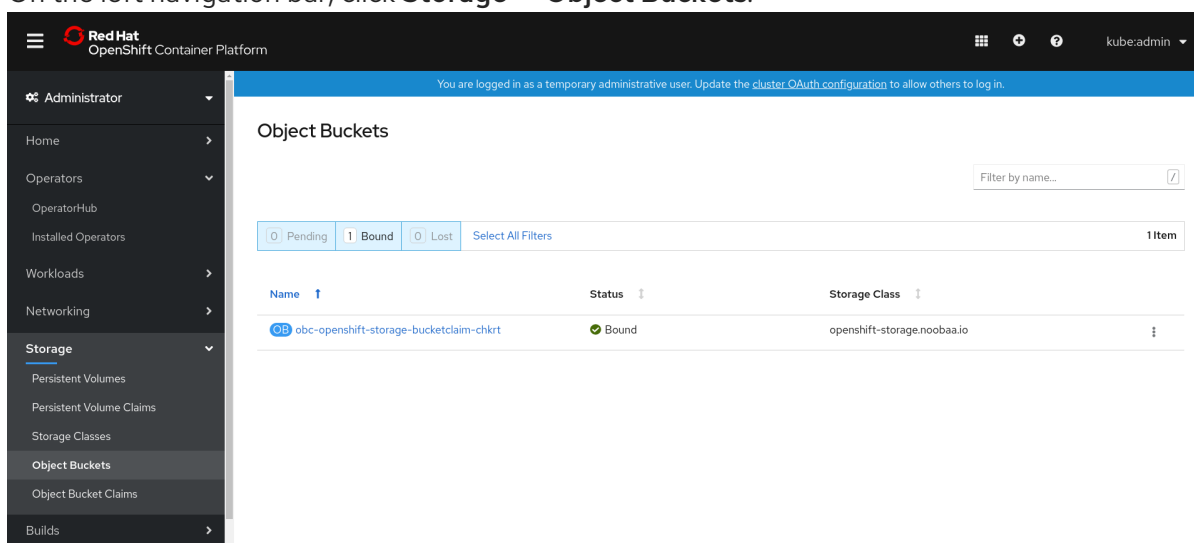 On the left navigation bar, click Storage → Object Buckets.
Red Hat
OpenShift Container Platform
kube:admin
Administrator
You are logged in as a temporary administrative user. Update the cluster OAuth configuration to allow others to log in.
Home
Object Buckets
Operators
Filter by name...
/
OperatorHub
Installed Operators
0 Pending 1 Bound 0 Lost Select All Filters 1 Item
Workloads
Name Status Storage Class
Networking
OB obc-openshift-storage-bucketclaim-chkrt Bound openshift-storage.noobaa.io
Storage
Persistent Volumes
Persistent Volume Claims
Storage Classes
Object Buckets
Object Bucket Claims
Builds